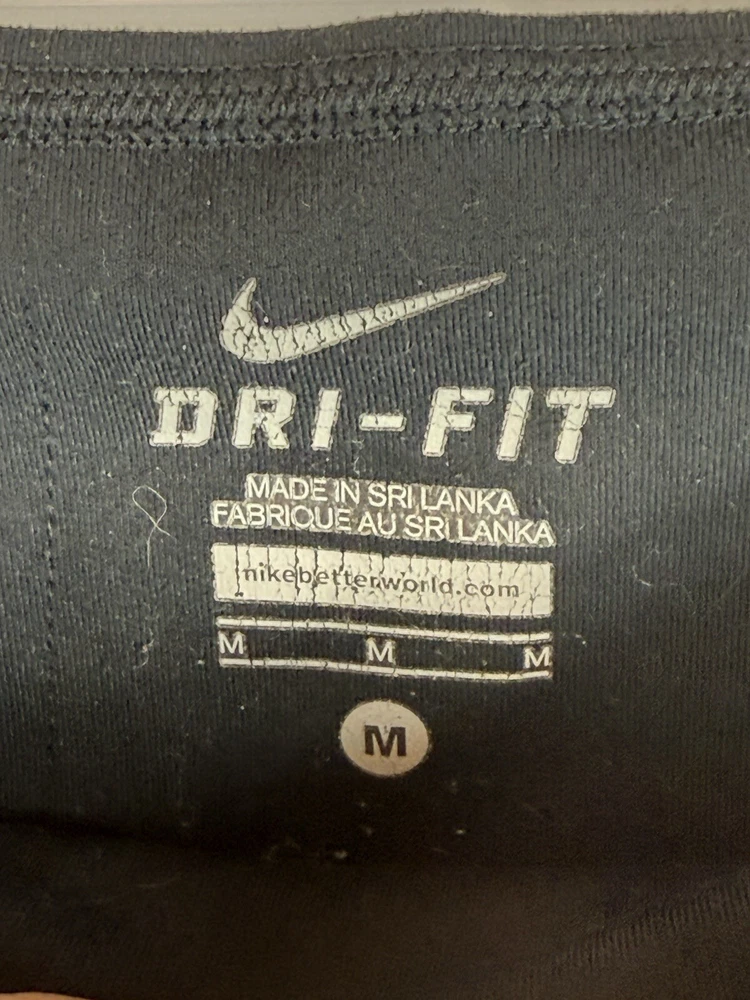 DRI-FIT
MADE IN SRI LANKA
FABRIQUE AU SRI LANKA
nikebetterworld.com
M M M
M